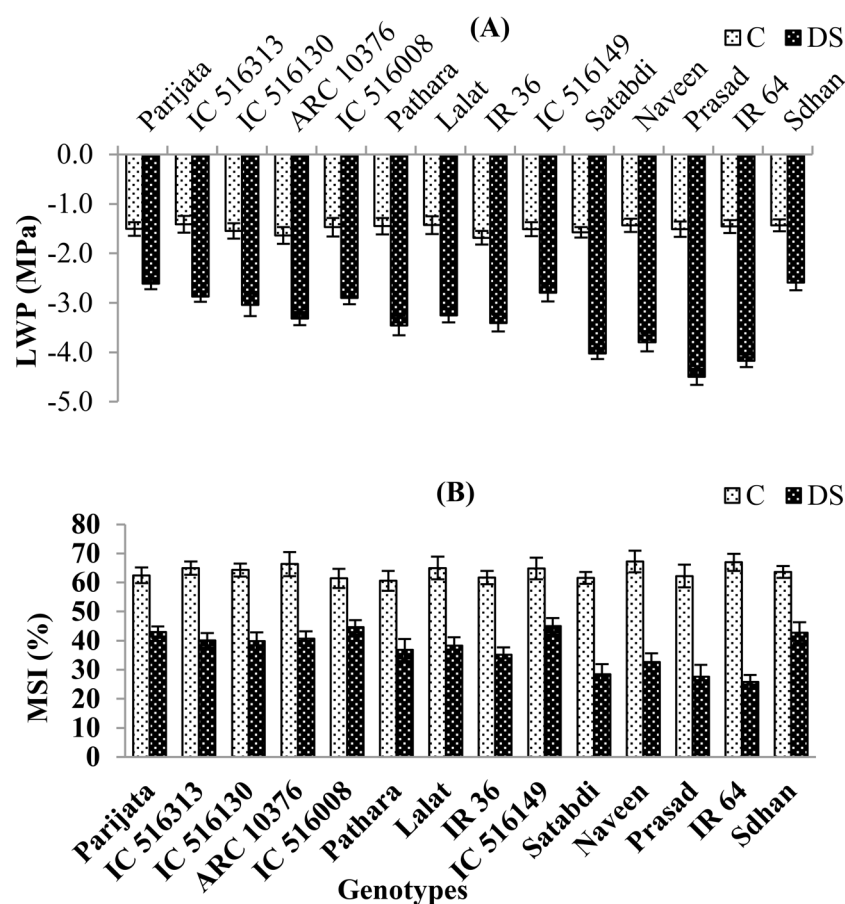 (A)
C DS
Parijata
IC 516313
IC 516130
ARC 10376
IC 516008
Pathara
Lalat
IR 36
IC 516149
Satabdi
Naveen
Prasad
IR 64
Sdhan
LWP (MPa)
0.0
-1.0
-2.0
-3.0
-4.0
-5.0
(B)
C DS
MSI (%)
80
70
60
50
40
30
20
10
0
Parijata
IC 516313
IC 516130
ARC 10376
IC 516008
Pathara
Lalat
IR 36
IC 516149
Satabdi
Naveen
Prasad
IR 64
Sdhan
Genotypes